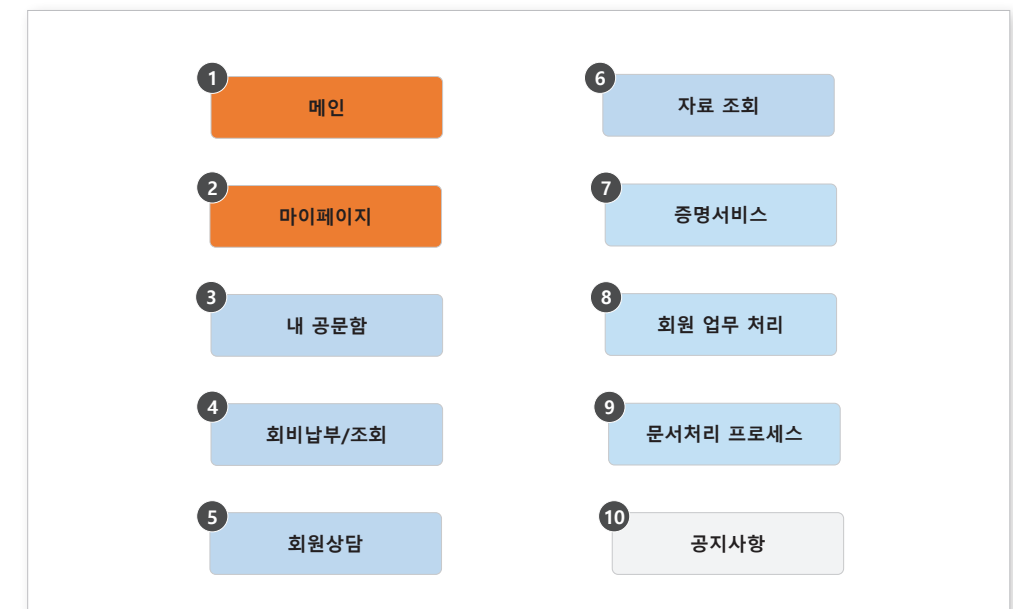 1
메인
2
마이페이지
3
내 공문함
4
회비납부/조회
5
회원상담
6
자료 조회
7
증명서비스
8
회원 업무 처리
9
문서처리 프로세스
10
공지사항